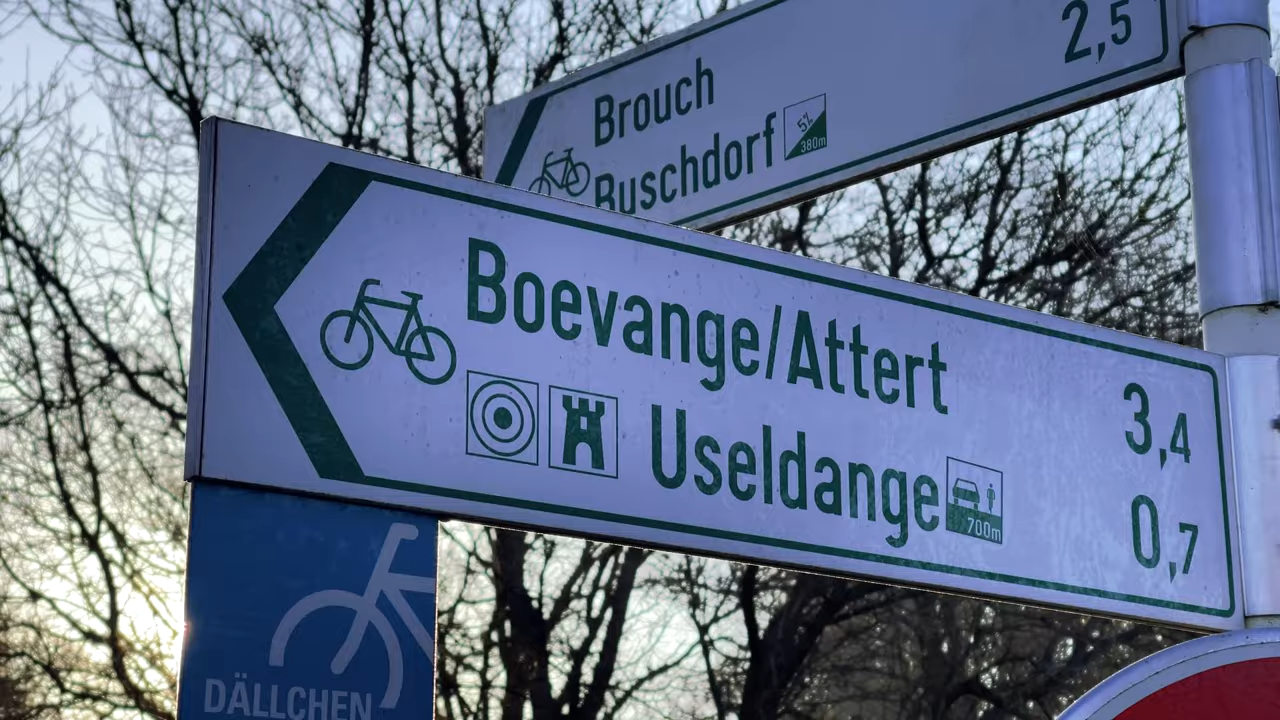 Brouch 2,5
Buschdorf 5% 380m
Boevange/Attert 3,4
Useldange 700m 0,7
DÄLLCHEN